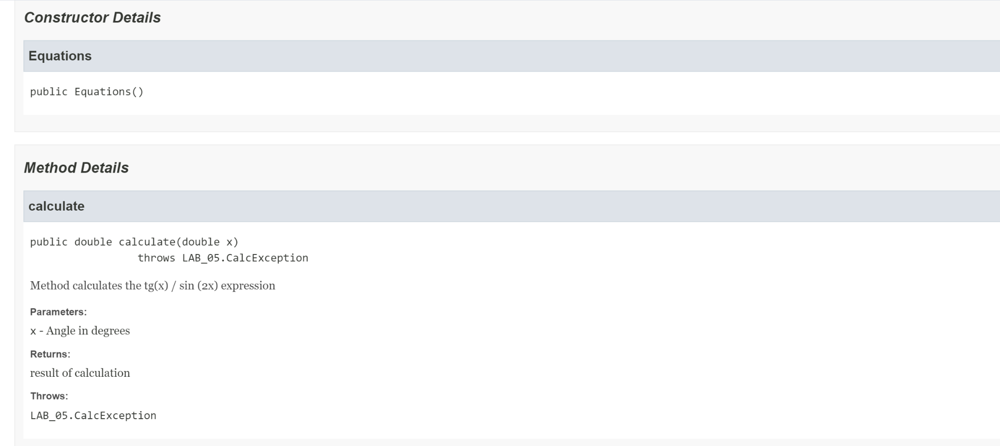 Constructor Details
Equations
public Equations()
Method Details
calculate
public double calculate(double x)
throws LAB_05.CalcException
Method calculates the tg(x) / sin (2x) expression
Parameters:
x - Angle in degrees
Returns:
result of calculation
Throws:
LAB_05.CalcException